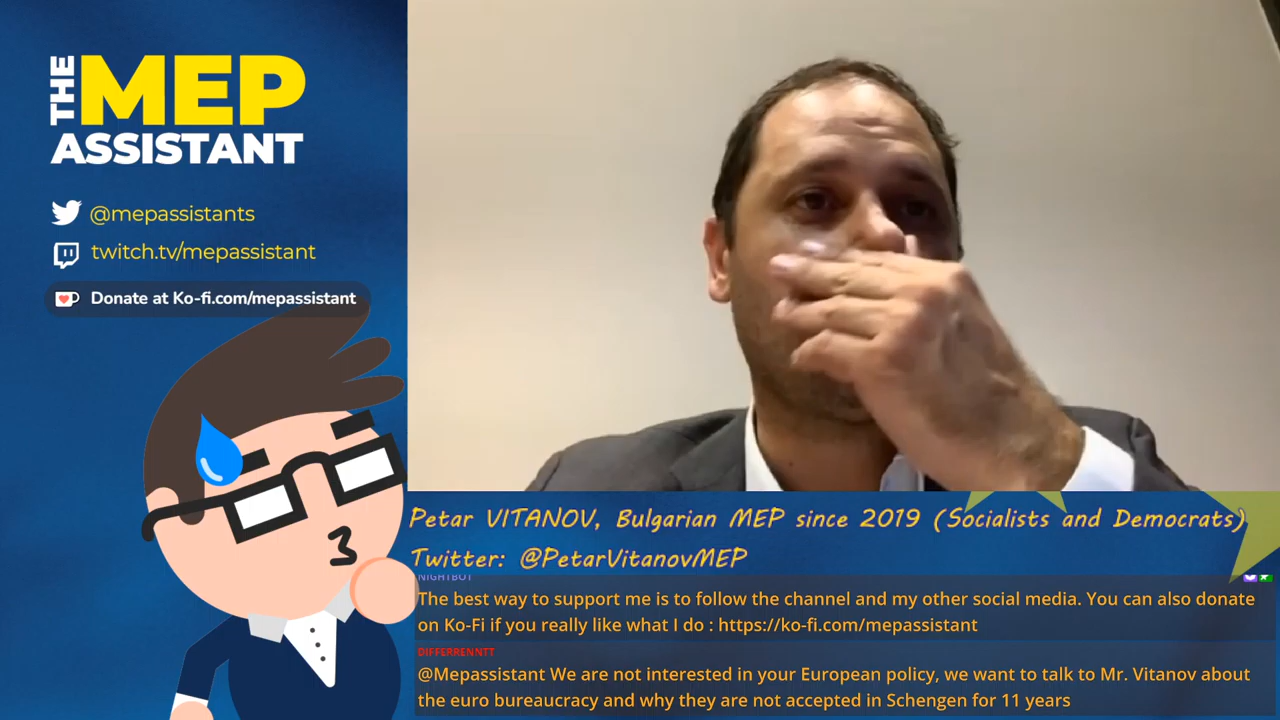 THE MEP
ASSISTANT
@mepassistants
twitch.tv/mepassistant
Donate at Ko-fi.com/mepassistant
Petar VITANOV, Bulgarian MEP since 2019 (Socialists and Democrats)
Twitter: @PetarVitanovMEP
NIGHTBOT
The best way to support me is to follow the channel and my other social media. You can also donate
on Ko-Fi if you really like what I do : https://ko-fi.com/mepassistant
DIFFERRENNTT
@Mepassistant We are not interested in your European policy, we want to talk to Mr. Vitanov about
the euro bureaucracy and why they are not accepted in Schengen for 11 years